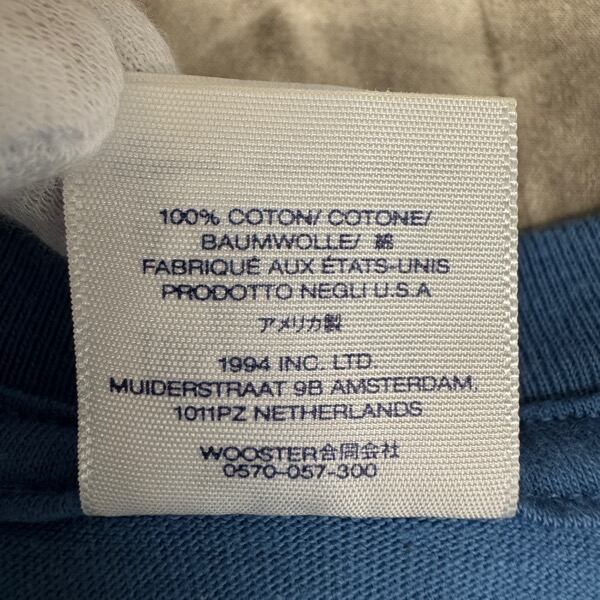 100% COTON/ COTONE/
BAUMWOLLE/ 綿
FABRIQUÉ AUX ÉTATS-UNIS
PRODOTTO NEGLI U.S.A
アメリカ製
1994 INC. LTD
MUIDERSTRAAT 9B AMSTERDAM,
1011PZ NETHERLANDS
WOOSTER合同会社
0570-057-300